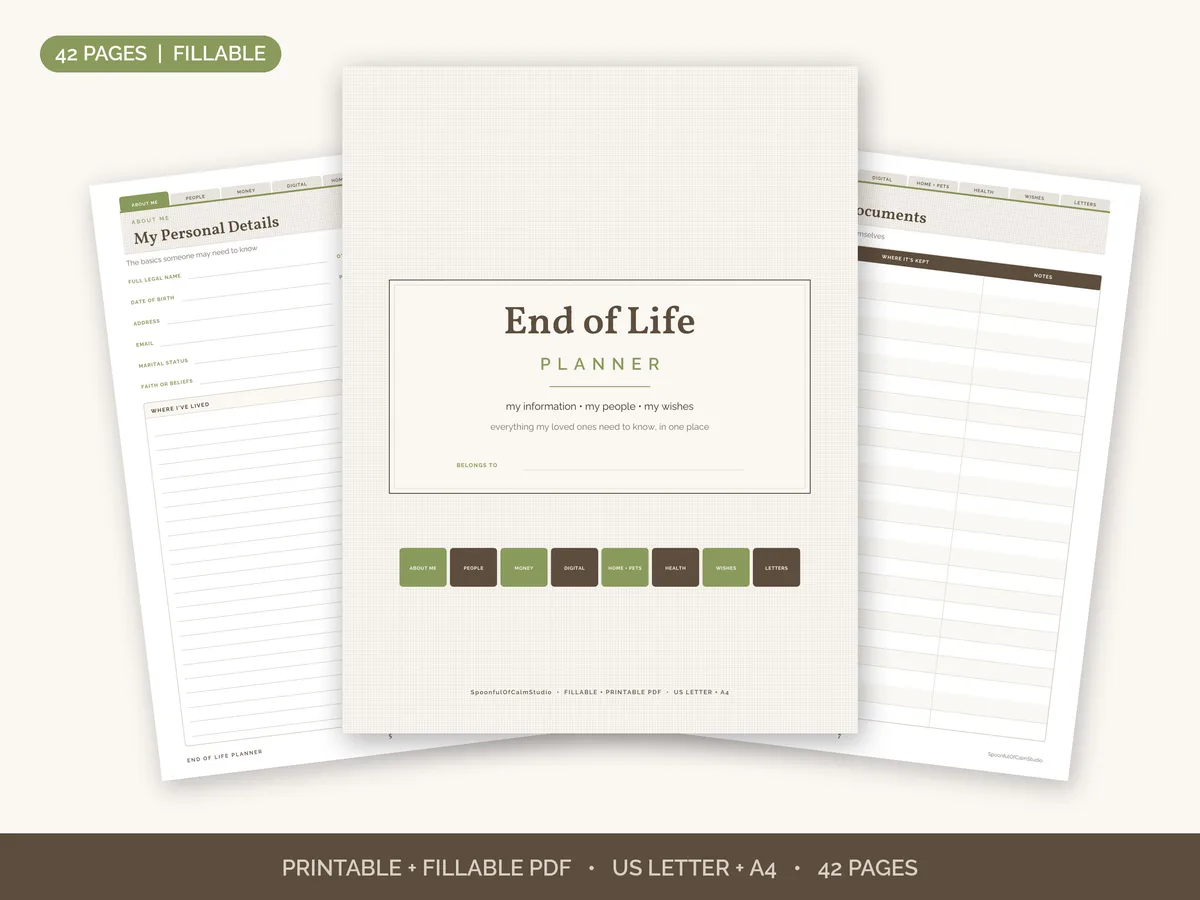 42 PAGES | FILLABLE
ABOUT ME
PEOPLE
MONEY
DIGITAL
ABOUT ME
My Personal Details
The basics someone may need to know
FULL LEGAL NAME
DATE OF BIRTH
ADDRESS
EMAIL
MARITAL STATUS
FAITH OR BELIEFS
WHERE I'VE LIVED
END OF LIFE PLANNER
5
End of Life
PLANNER
my information • my people • my wishes
everything my loved ones need to know, in one place
BELONGS TO
ABOUT ME
PEOPLE
MONEY
DIGITAL
HOME + PETS
HEALTH
WISHES
LETTERS
SpoonfulOfCalmStudio • FILLABLE + PRINTABLE PDF • US LETTER + A4
DIGITAL
HOME + PETS
HEALTH
WISHES
LETTERS
ocuments
mselves
WHERE IT'S KEPT
NOTES
7
SpoonfulOfCalmStudio
PRINTABLE + FILLABLE PDF • US LETTER + A4 • 42 PAGES